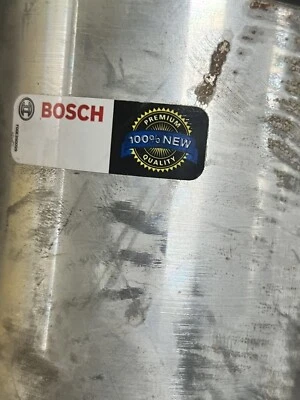 BOSCH
PREMIUM
100% NEW
QUALITY